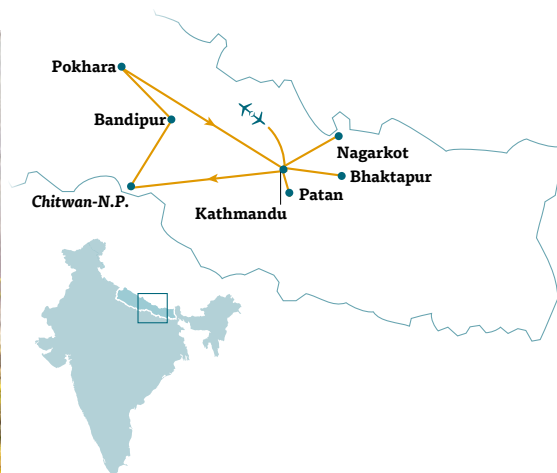 Pokhara
Bandipur
Nagarkot
Bhaktapur
Chitwan-N.P.
Patan
Kathmandu